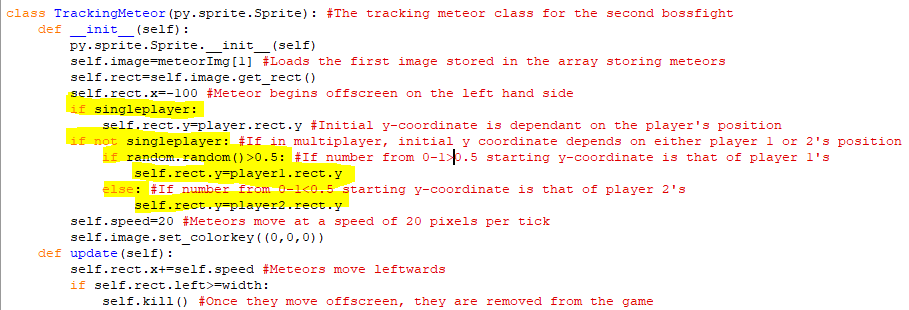 class TrackingMeteor(py.sprite.Sprite): #The tracking meteor class for the second bossfight
    def __init__(self):
        py.sprite.Sprite.__init__(self)
        self.image=meteorImg[1] #Loads the first image stored in the array storing meteors
        self.rect=self.image.get_rect()
        self.rect.x=-100 #Meteor begins offscreen on the left hand side
        if singleplayer:
            self.rect.y=player.rect.y #Initial y-coordinate is dependant on the player's position
        if not singleplayer: #If in multiplayer, initial y coordinate depends on either player 1 or 2's position
            if random.random()>0.5: #If number from 0-1>0.5 starting y-coordinate is that of player 1's
                self.rect.y=player1.rect.y
            else: #If number from 0-1<0.5 starting y-coordinate is that of player 2's
                self.rect.y=player2.rect.y
        self.speed=20 #Meteors move at a speed of 20 pixels per tick
        self.image.set_colorkey((0,0,0))
    def update(self):
        self.rect.x+=self.speed #Meteors move leftwards
        if self.rect.left>=width:
            self.kill() #Once they move offscreen, they are removed from the game